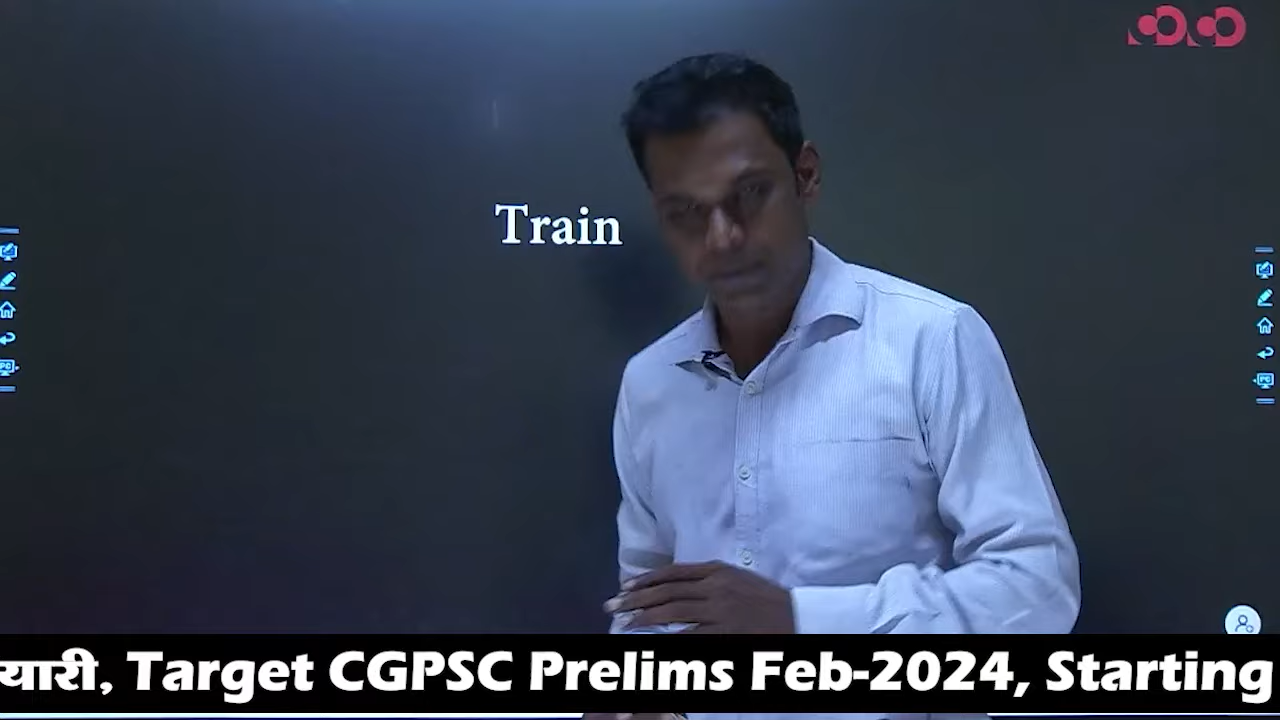 Train
यारी, Target CGPSC Prelims Feb-2024, Starting